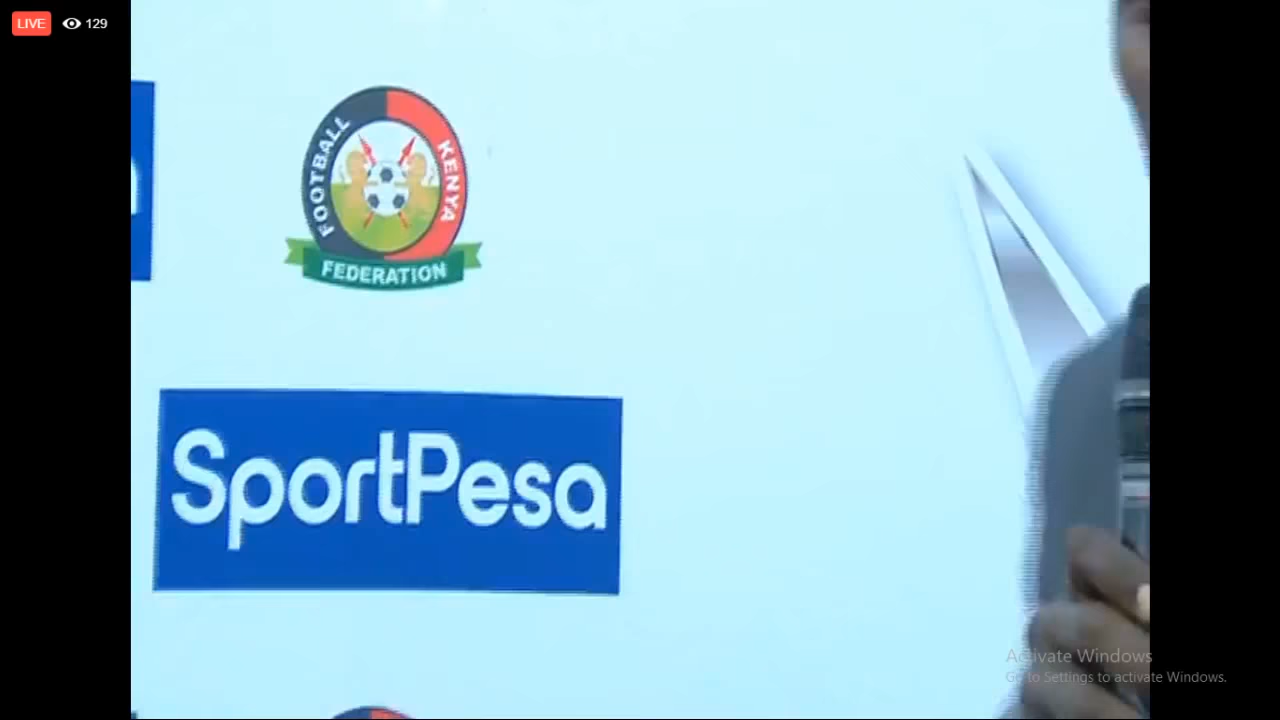 LIVE 129
FOOTBALL
KENYA
FEDERATION
SportPesa
Activate Windows
Go to Settings to activate Windows.